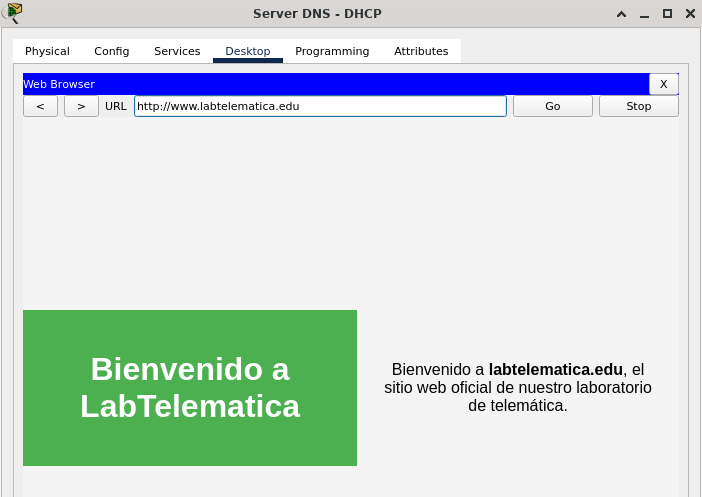 Server DNS - DHCP
Physical Config Services Desktop Programming Attributes
Web Browser X
< > URL http://www.labtelematica.edu Go Stop
Bienvenido a
LabTelematica
Bienvenido a labtelematica.edu, el
sitio web oficial de nuestro laboratorio
de telemática.